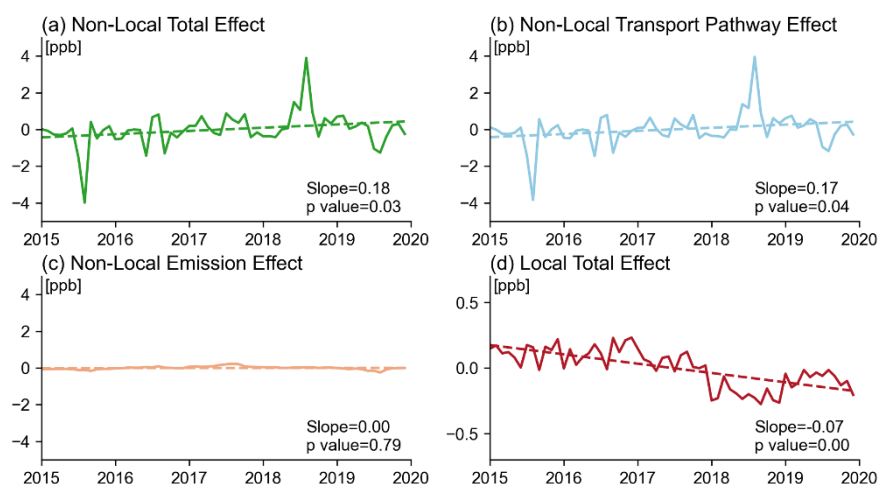 (a) Non-Local Total Effect
[ppb]
4
2
0
−2
−4
Slope=0.18
p value=0.03
2015 2016 2017 2018 2019 2020
(b) Non-Local Transport Pathway Effect
[ppb]
4
2
0
−2
−4
Slope=0.17
p value=0.04
2015 2016 2017 2018 2019 2020
(c) Non-Local Emission Effect
[ppb]
4
2
0
−2
−4
Slope=0.00
p value=0.79
2015 2016 2017 2018 2019 2020
(d) Local Total Effect
[ppb]
0.5
0.0
−0.5
Slope=-0.07
p value=0.00
2015 2016 2017 2018 2019 2020